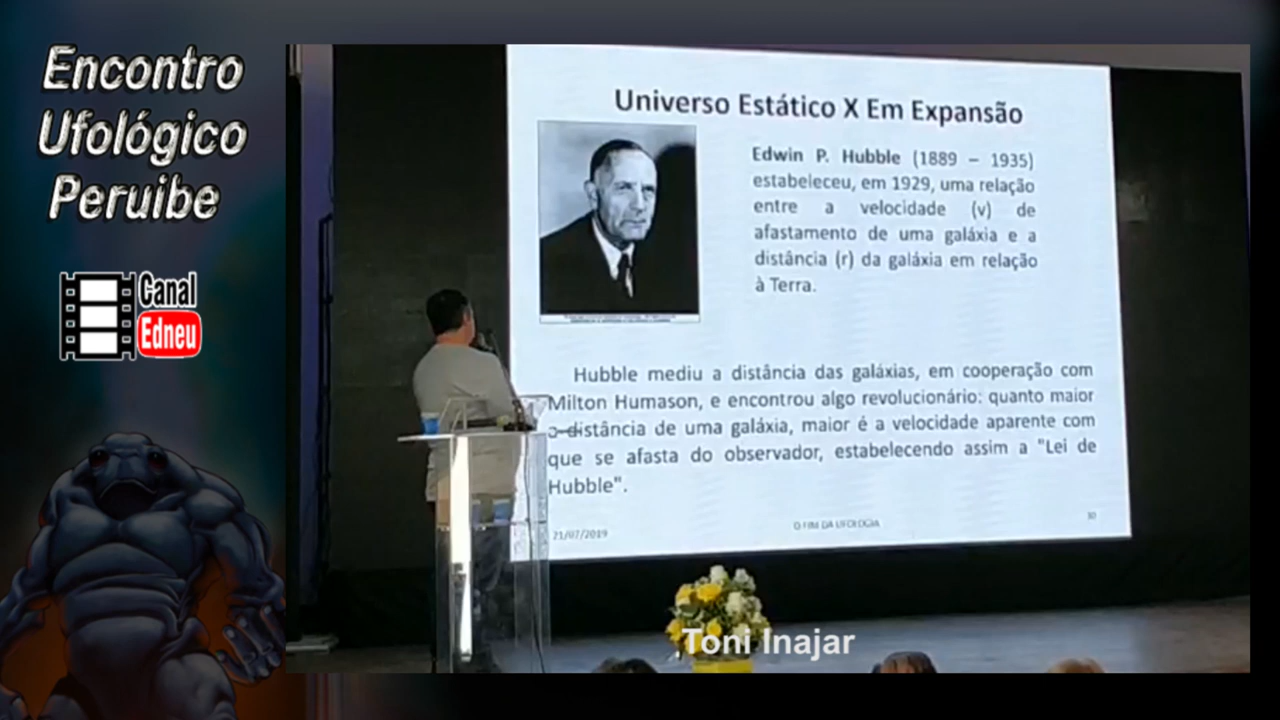 Encontro
Ufológico
Peruibe
Canal
Edneu
Universo Estático X Em Expansão
Edwin P. Hubble (1889 – 1935)
estabeleceu, em 1929, uma relação
entre a velocidade (v) de
afastamento de uma galáxia e a
distância (r) da galáxia em relação
à Terra.
Hubble mediu a distância das galáxias, em cooperação com
Milton Humason, e encontrou algo revolucionário: quanto maior
a distância de uma galáxia, maior é a velocidade aparente com
que se afasta do observador, estabelecendo assim a "Lei de
Hubble".
21/07/2019
O FIM DA UFOLOGIA
Toni Inajar